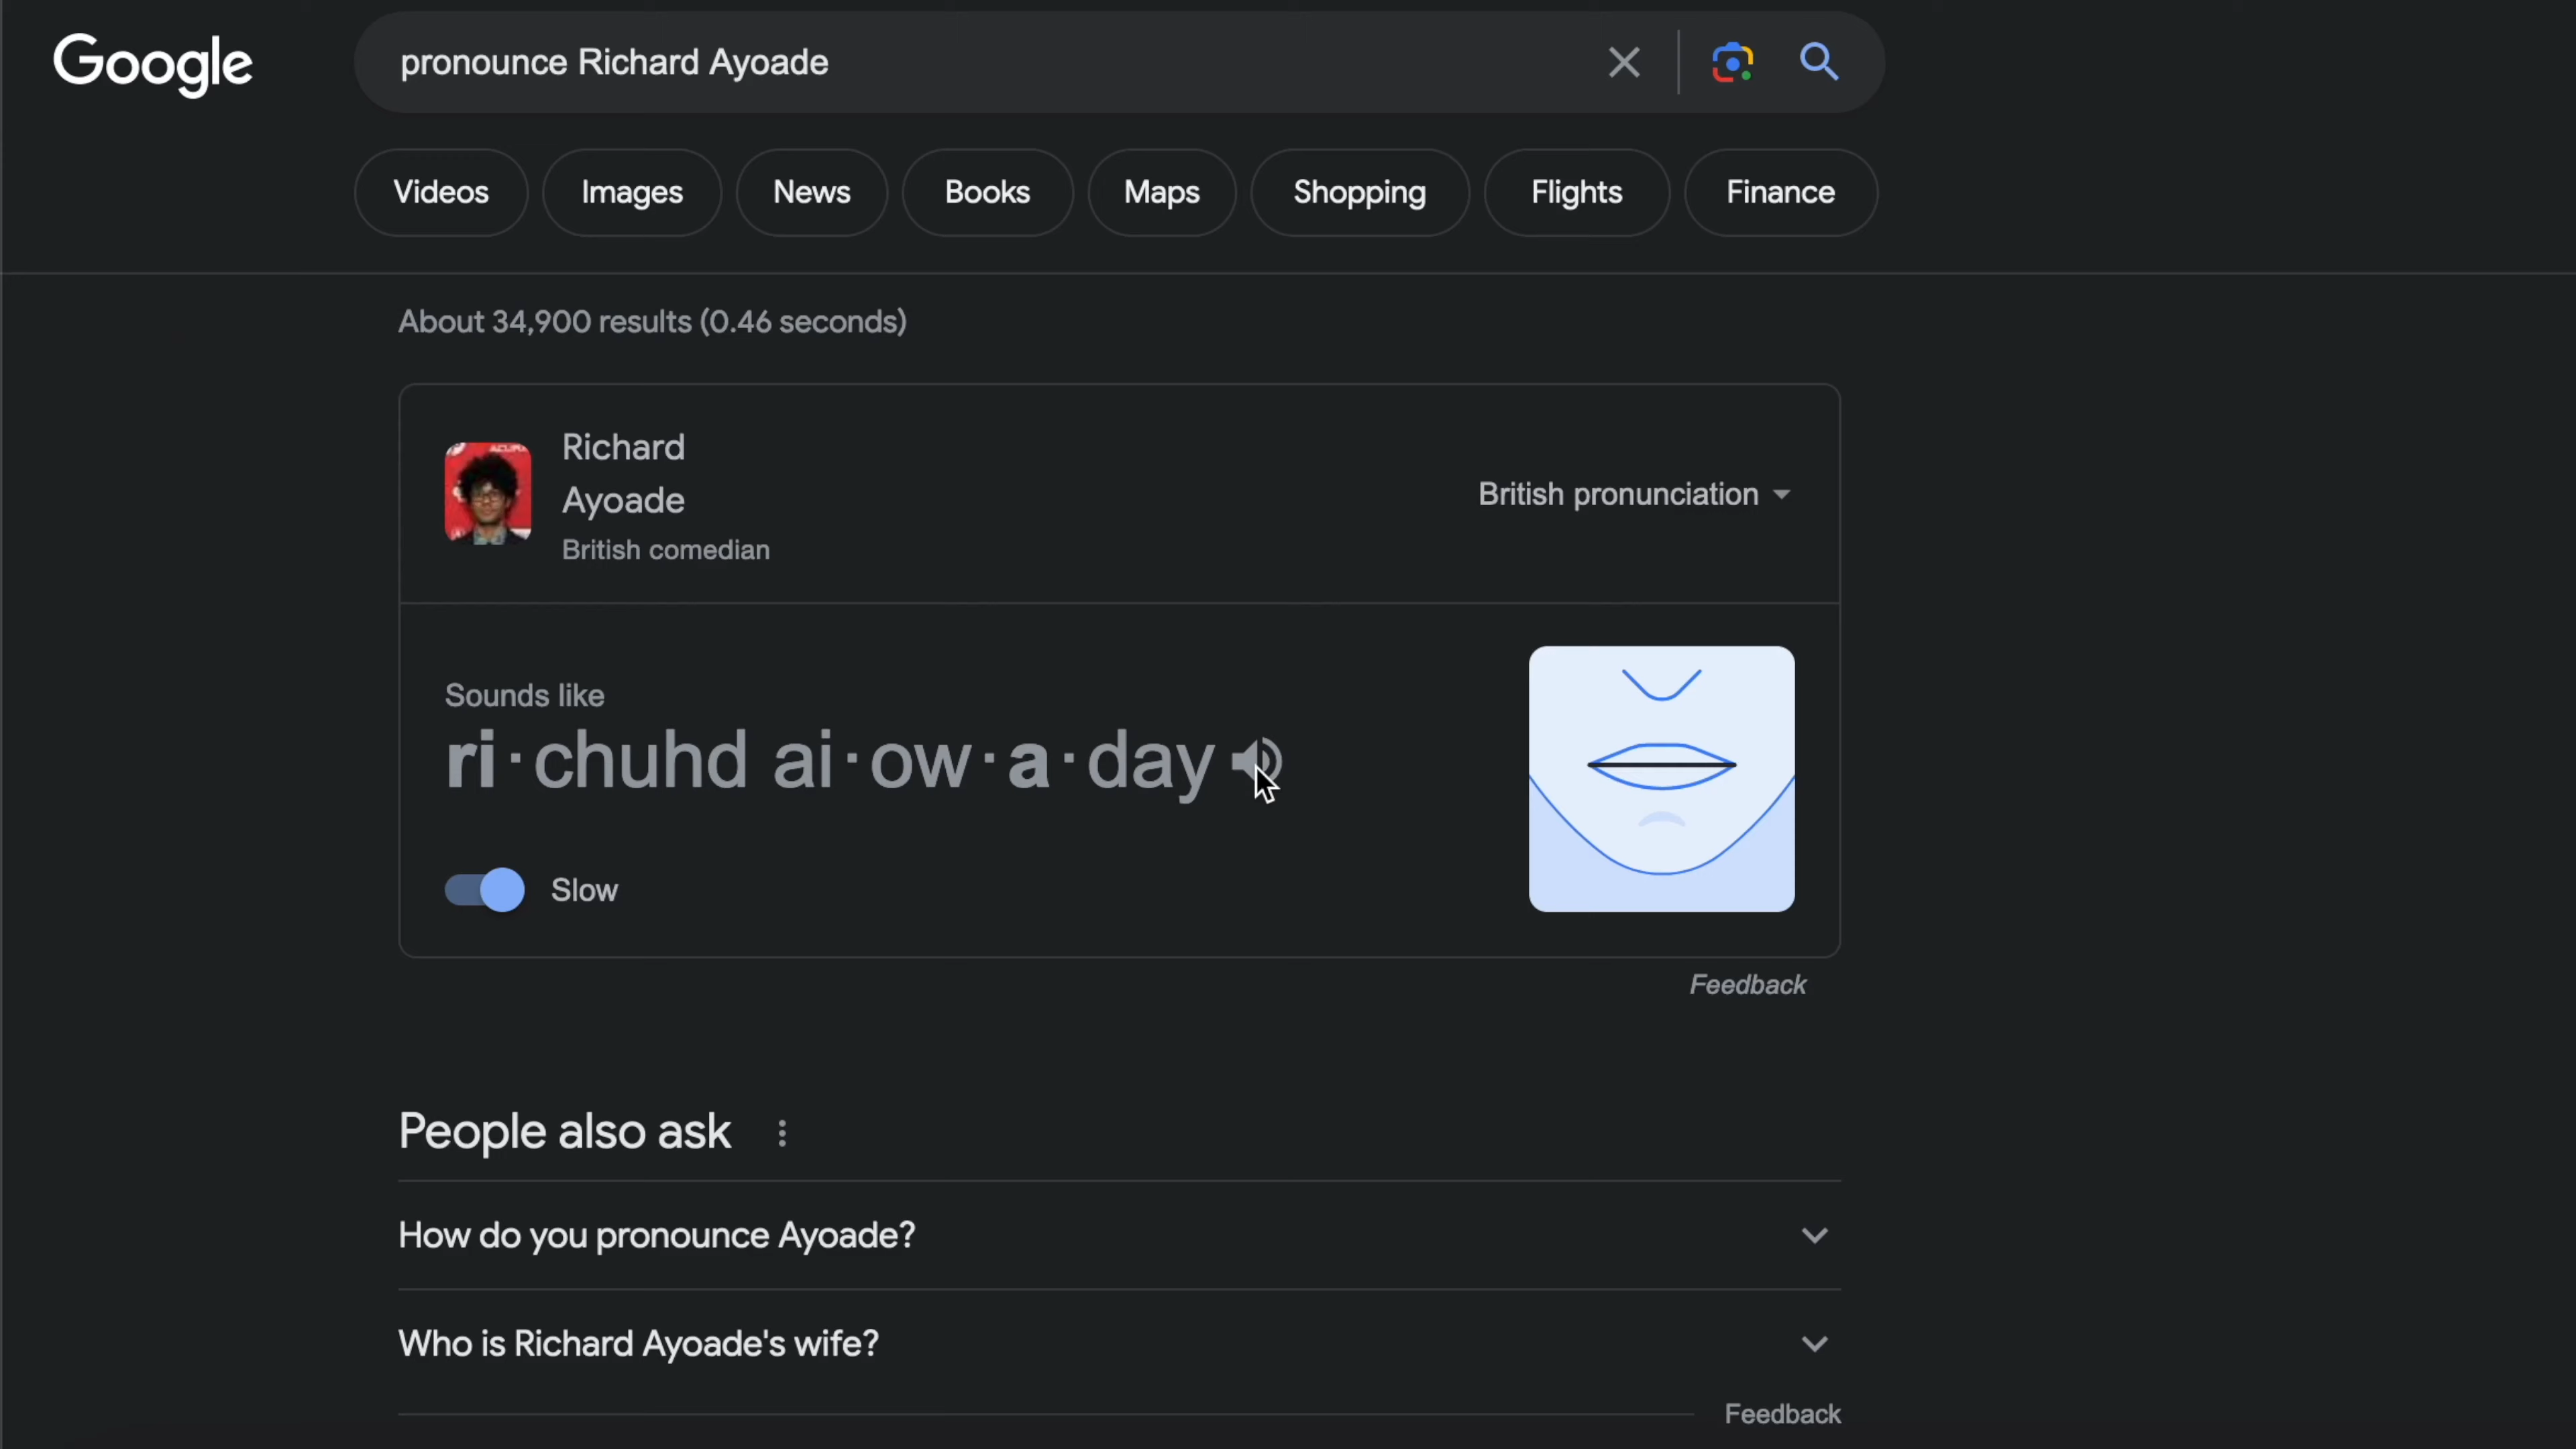 Google
pronounce Richard Ayoade
Videos
Images
News
Books
Maps
Shopping
Flights
Finance
About 34,900 results (0.46 seconds)
Richard
Ayoade
British comedian
British pronunciation
Sounds like
ri·chuhd ai·ow·a·day
Slow
Feedback
People also ask
How do you pronounce Ayoade?
Who is Richard Ayoade's wife?
Feedback